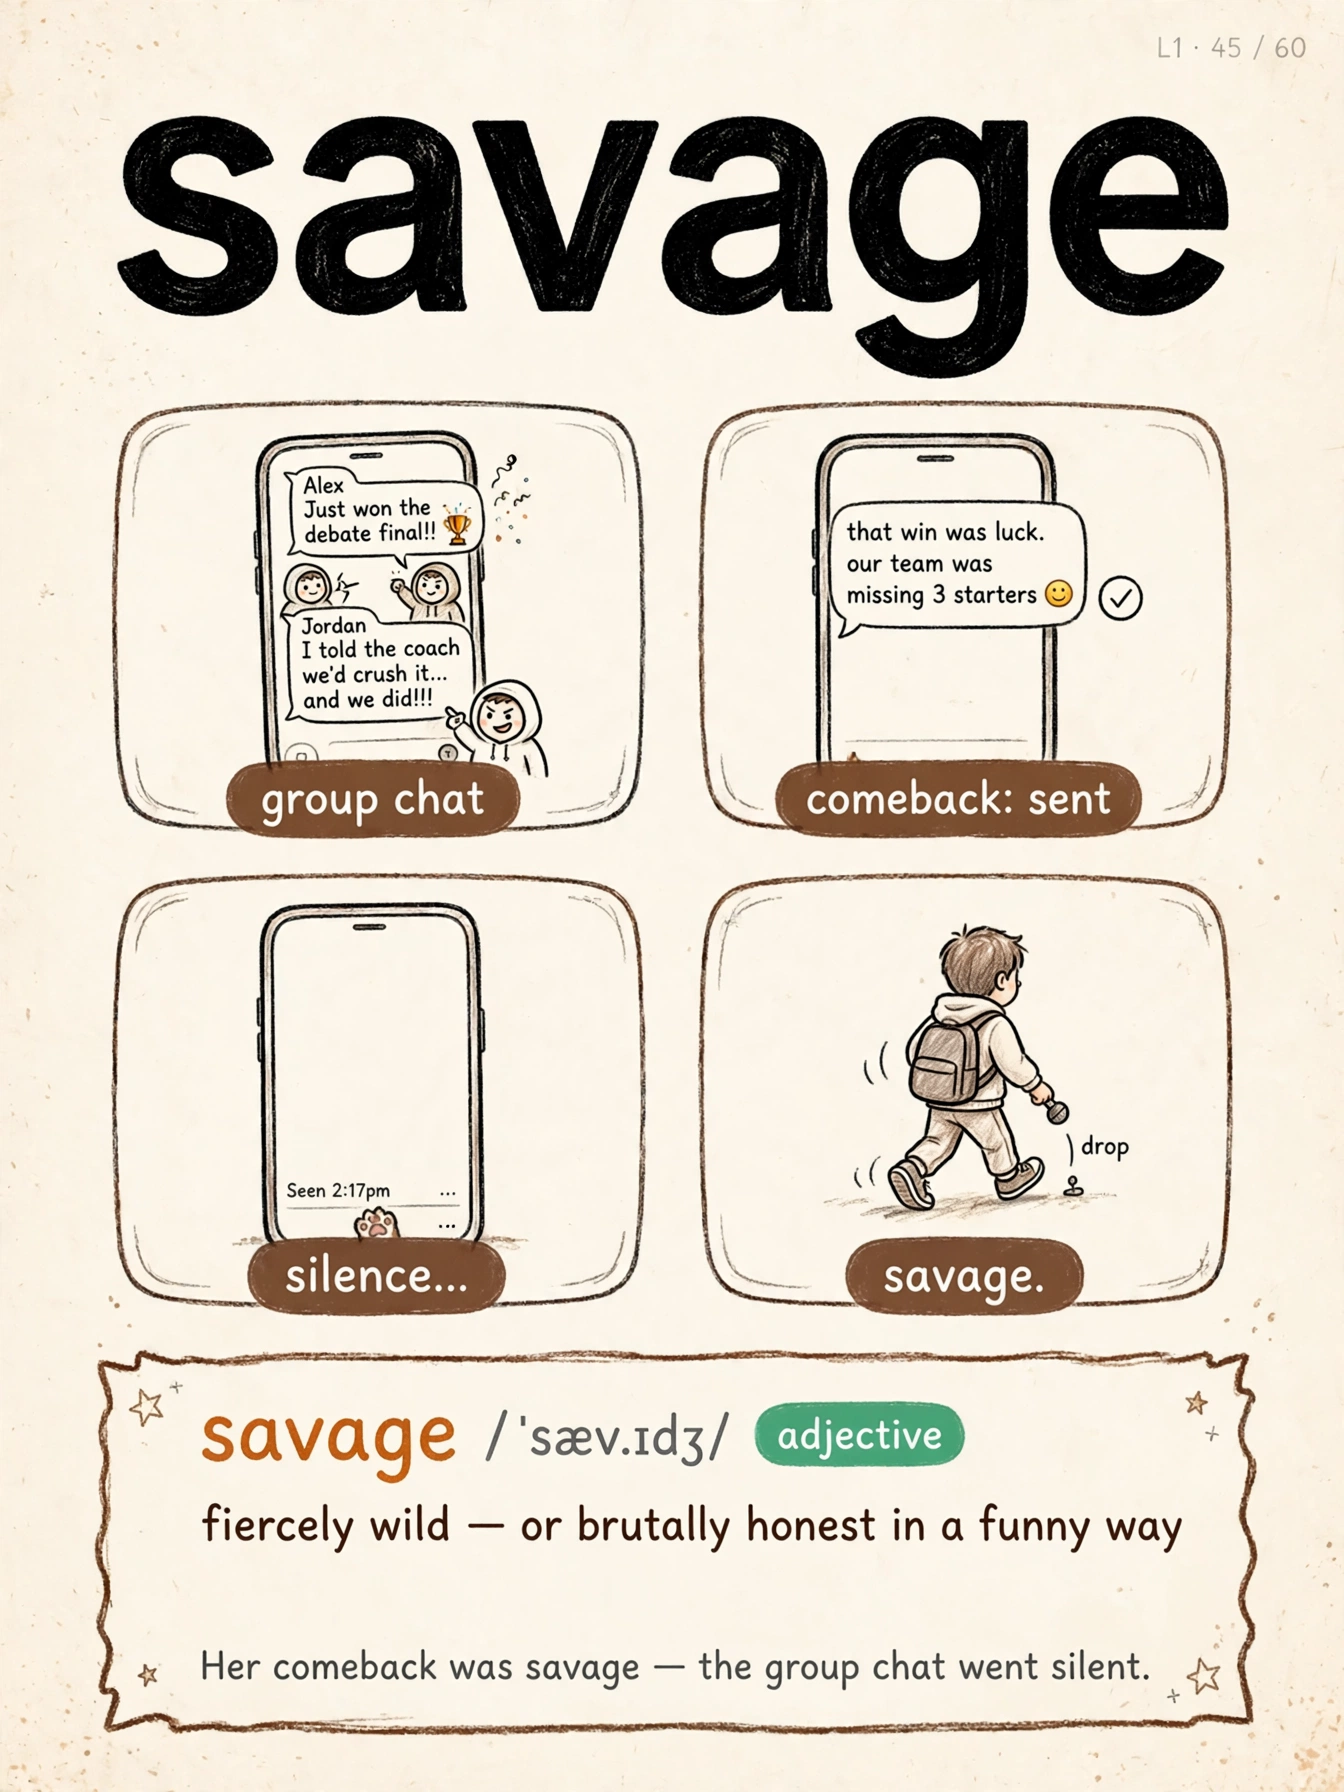 L1 · 45 / 60
savage
Alex
Just won the
debate final!!
Jordan
I told the coach
we'd crush it...
and we did!!!
group chat
that win was luck.
our team was
missing 3 starters 🙂
comeback: sent
Seen 2:17pm ...
...
silence...
drop
savage.
savage /ˈsæv.ɪdʒ/ adjective
fiercely wild — or brutally honest in a funny way
Her comeback was savage — the group chat went silent.